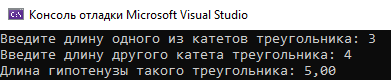 Консоль отладки Microsoft Visual Studio
Введите длину одного из катетов треугольника: 3
Введите длину другого катета треугольника: 4
Длина гипотенузы такого треугольника: 5,00